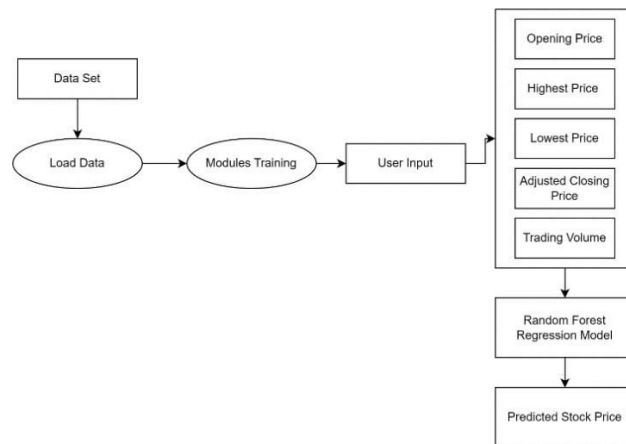 Data Set
Load Data
Modules Training
User Input
Opening Price
Highest Price
Lowest Price
Adjusted Closing
Price
Trading Volume
Random Forest
Regression Model
Predicted Stock Price